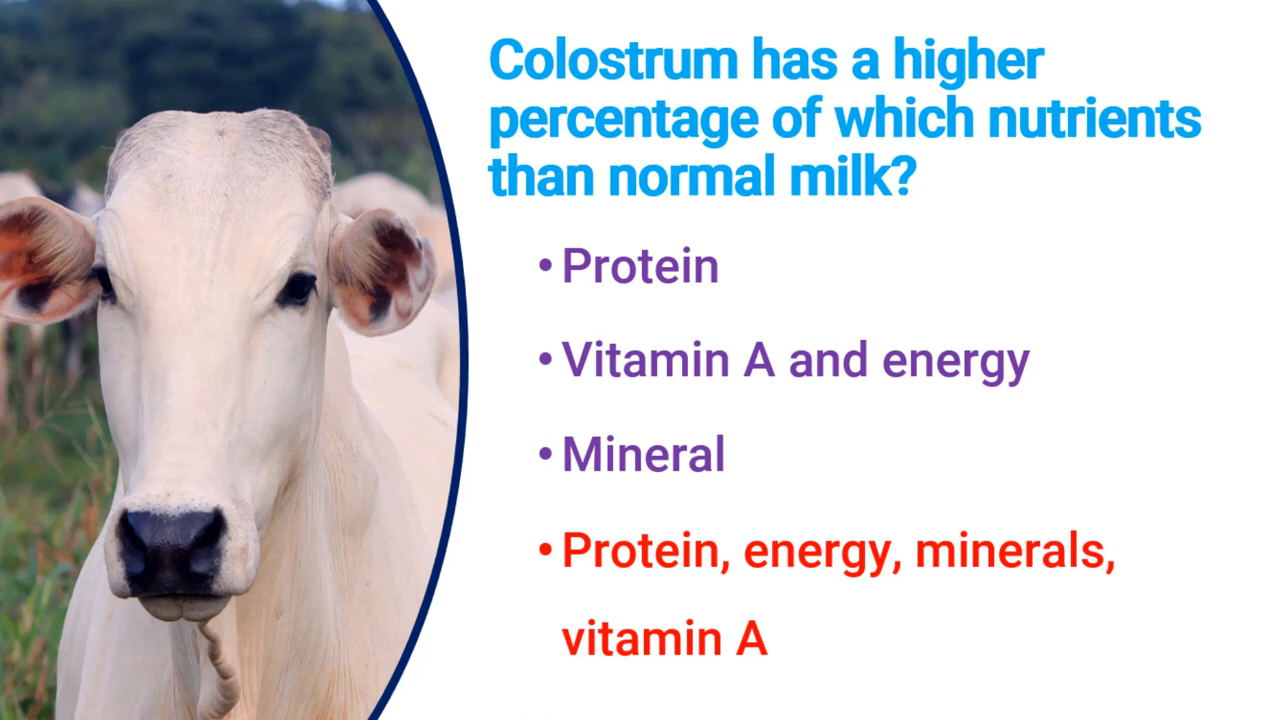 Colostrum has a higher
percentage of which nutrients
than normal milk?
• Protein
• Vitamin A and energy
• Mineral
• Protein, energy, minerals,
vitamin A